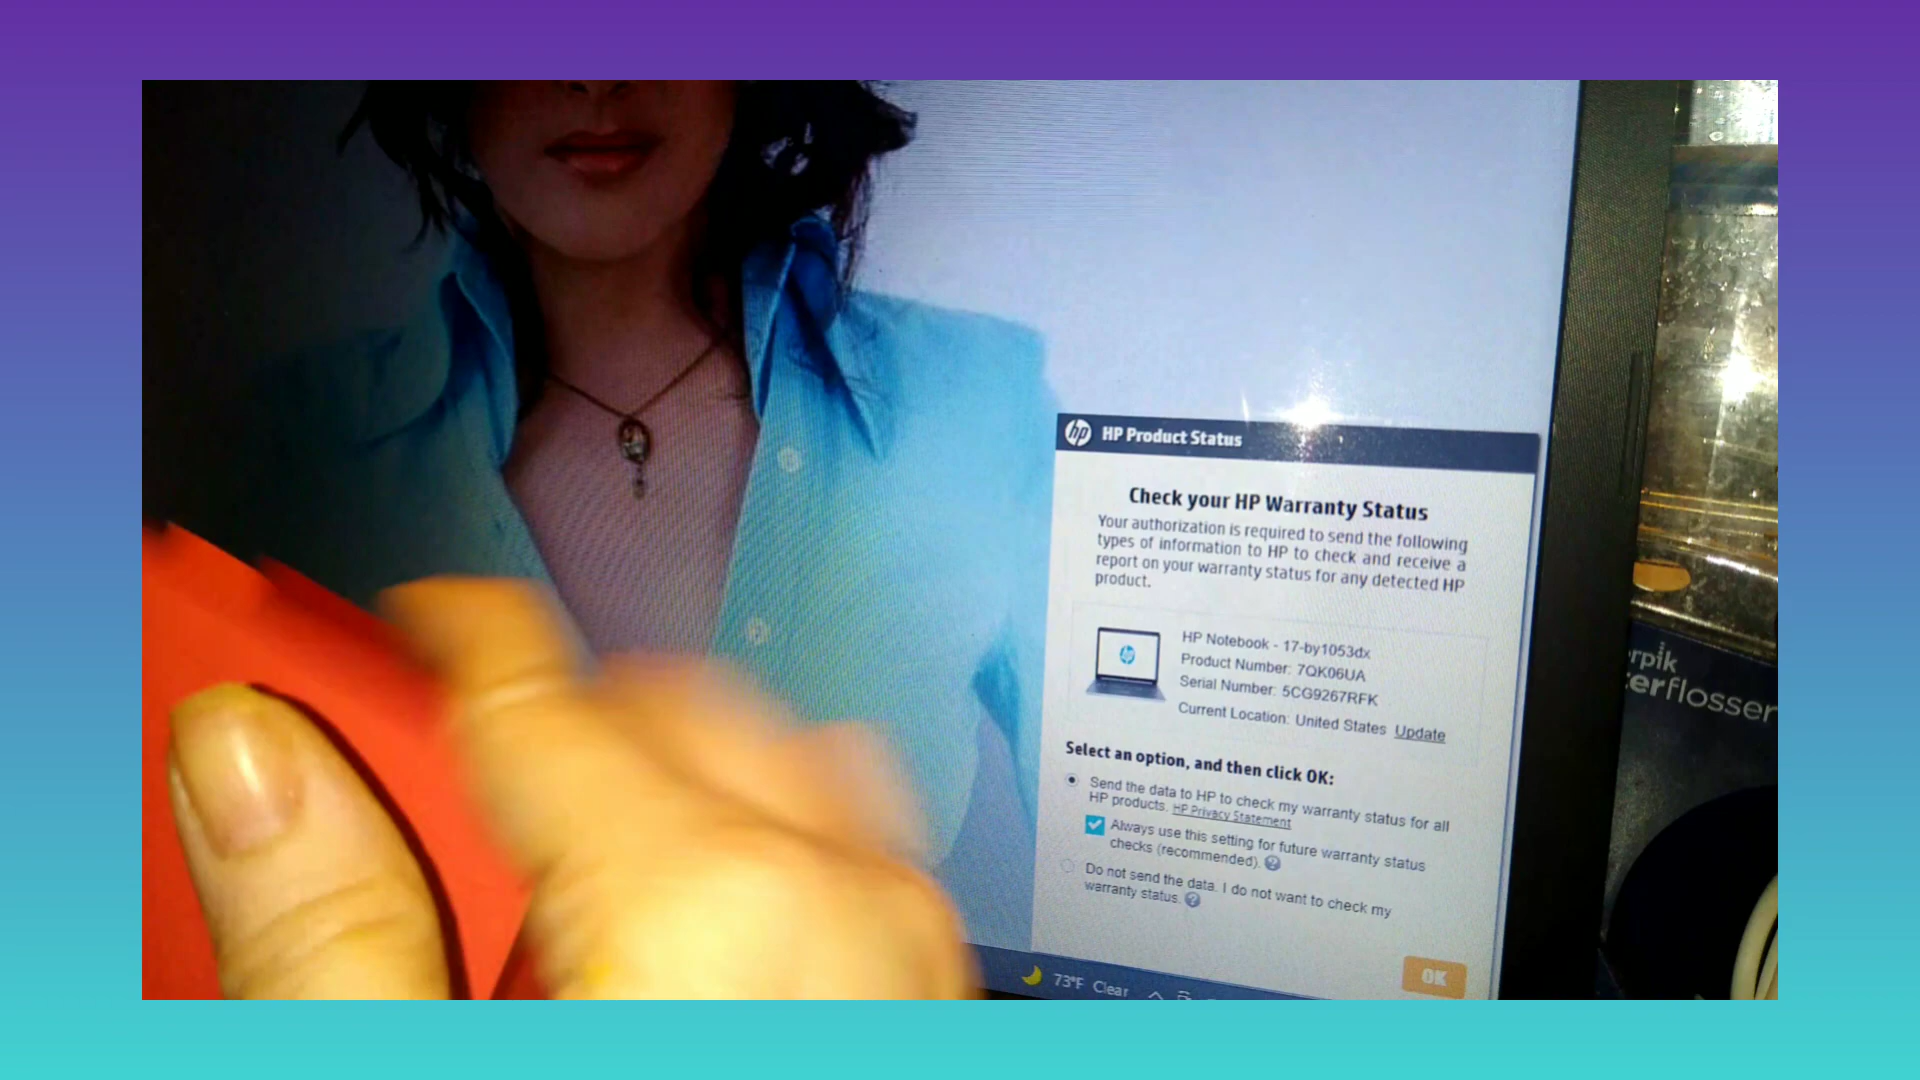 hp HP Product Status
Check your HP Warranty Status
Your authorization is required to send the following
types of information to HP to check and receive a
report on your warranty status for any detected HP
product.
HP Notebook - 17-by1053dx
Product Number: 7QK06UA
Serial Number: 5CG9267RFK
Current Location: United States Update
Select an option, and then click OK:
Send the data to HP to check my warranty status for all
HP products. HP Privacy Statement
Always use this setting for future warranty status
checks (recommended). ?
Do not send the data. I do not want to check my
warranty status. ?
OK
73°F Clear
rpik
erflosser